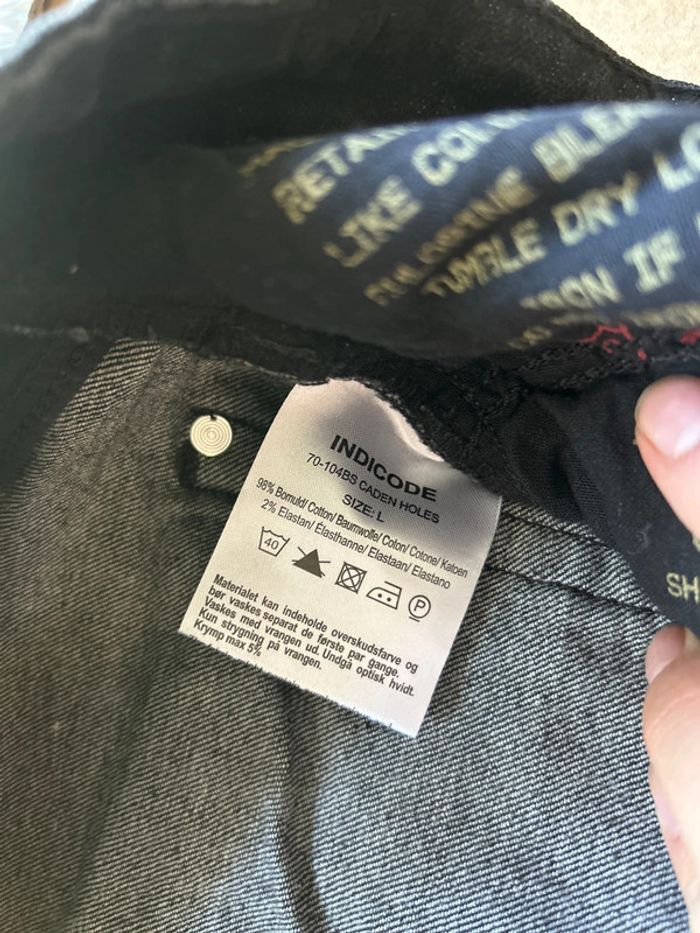 RETAI
LIKE CO
BLEA
TUMBLE DRY LO
IRON IF
INDICODE
70-104BS CADEN HOLES
SIZE: L
98% Bomuld/ Cotton/ Baumwolle/ Coton/ Cotone/ Katoen
2% Elastan/ Élasthanne/ Elastaan/ Elastano
40
P
Materialet kan indeholde overskudsfarve og
bør vaskes separat de første par gange.
Vaskes med vrangen ud. Undgå optisk hvidt.
Kun strygning på vrangen.
Krymp max 5%
SH